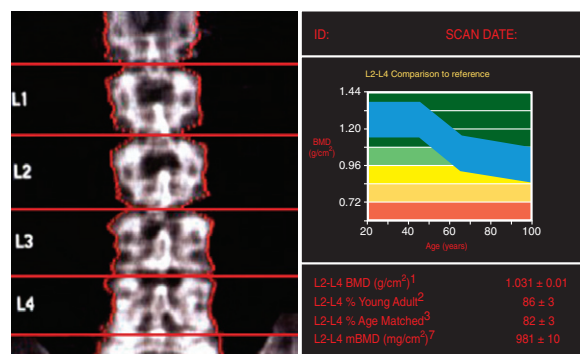 L1
L2
L3
L4
ID: SCAN DATE:
L2-L4 Comparison to reference
1.44
1.20
0.96
0.72
BMD
(g/cm²)
20 40 60 80 100
Age (years)
L2-L4 BMD (g/cm²)¹ 1.031 ± 0.01
L2-L4 % Young Adult² 86 ± 3
L2-L4 % Age Matched³ 82 ± 3
L2-L4 mBMD (mg/cm²)⁷ 981 ± 10